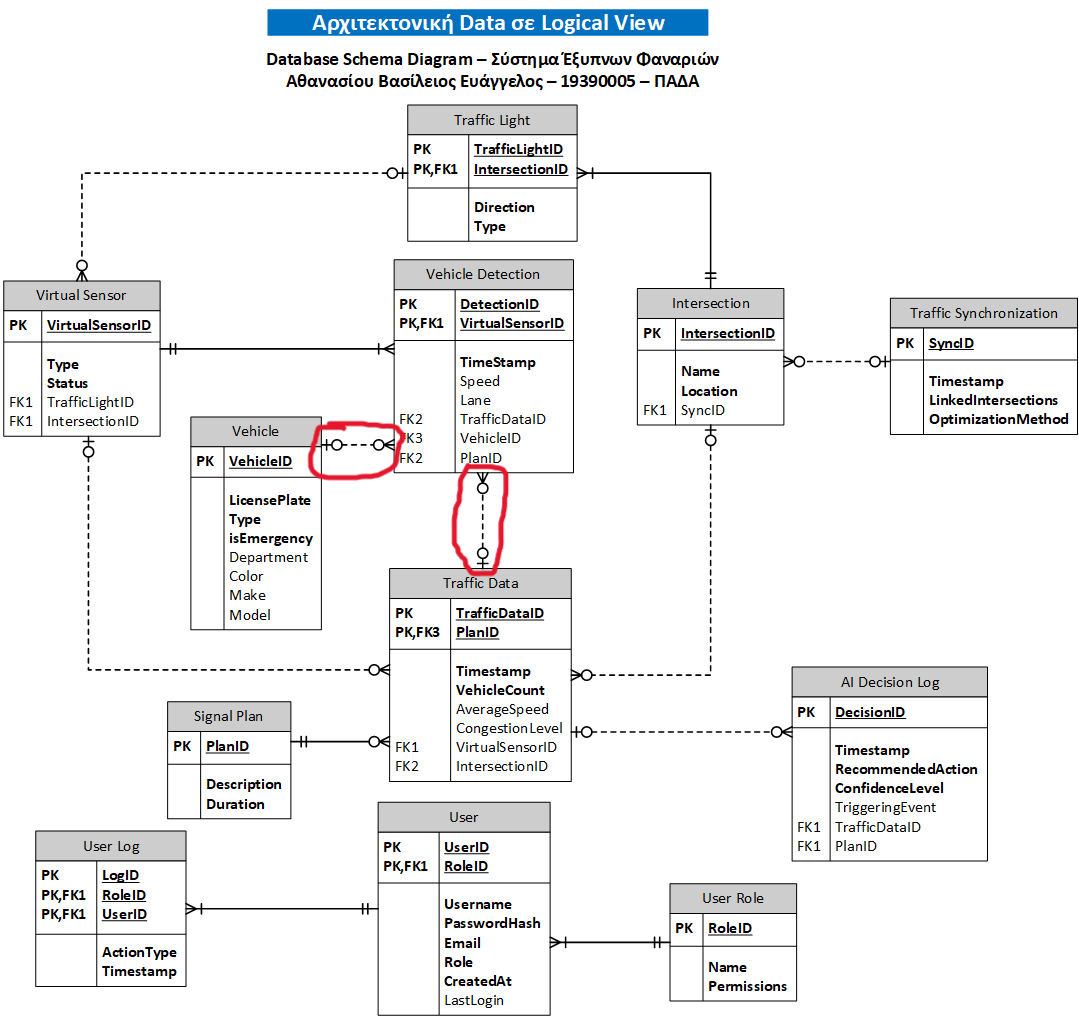 Αρχιτεκτονική Data σε Logical View
Database Schema Diagram – Σύστημα Έξυπνων Φαναριών
Αθανασίου Βασίλειος Ευάγγελος – 19390005 – ΠΑΔΑ
Traffic Light
PK TrafficLightID
PK,FK1 IntersectionID
Direction
Type
Virtual Sensor
PK VirtualSensorID
Type
Status
FK1 TrafficLightID
FK1 IntersectionID
Vehicle Detection
PK DetectionID
PK,FK1 VirtualSensorID
TimeStamp
Speed
Lane
FK2 TrafficDataID
FK3 VehicleID
FK2 PlanID
Intersection
PK IntersectionID
Name
Location
FK1 SyncID
Traffic Synchronization
PK SyncID
Timestamp
LinkedIntersections
OptimizationMethod
Vehicle
PK VehicleID
LicensePlate
Type
isEmergency
Department
Color
Make
Model
Traffic Data
PK TrafficDataID
PK,FK3 PlanID
Timestamp
VehicleCount
AverageSpeed
CongestionLevel
FK1 VirtualSensorID
FK2 IntersectionID
Signal Plan
PK PlanID
Description
Duration
AI Decision Log
PK DecisionID
Timestamp
RecommendedAction
ConfidenceLevel
TriggeringEvent
FK1 TrafficDataID
FK1 PlanID
User Log
PK LogID
PK,FK1 RoleID
PK,FK1 UserID
ActionType
Timestamp
User
PK UserID
PK,FK1 RoleID
Username
PasswordHash
Email
Role
CreatedAt
LastLogin
User Role
PK RoleID
Name
Permissions